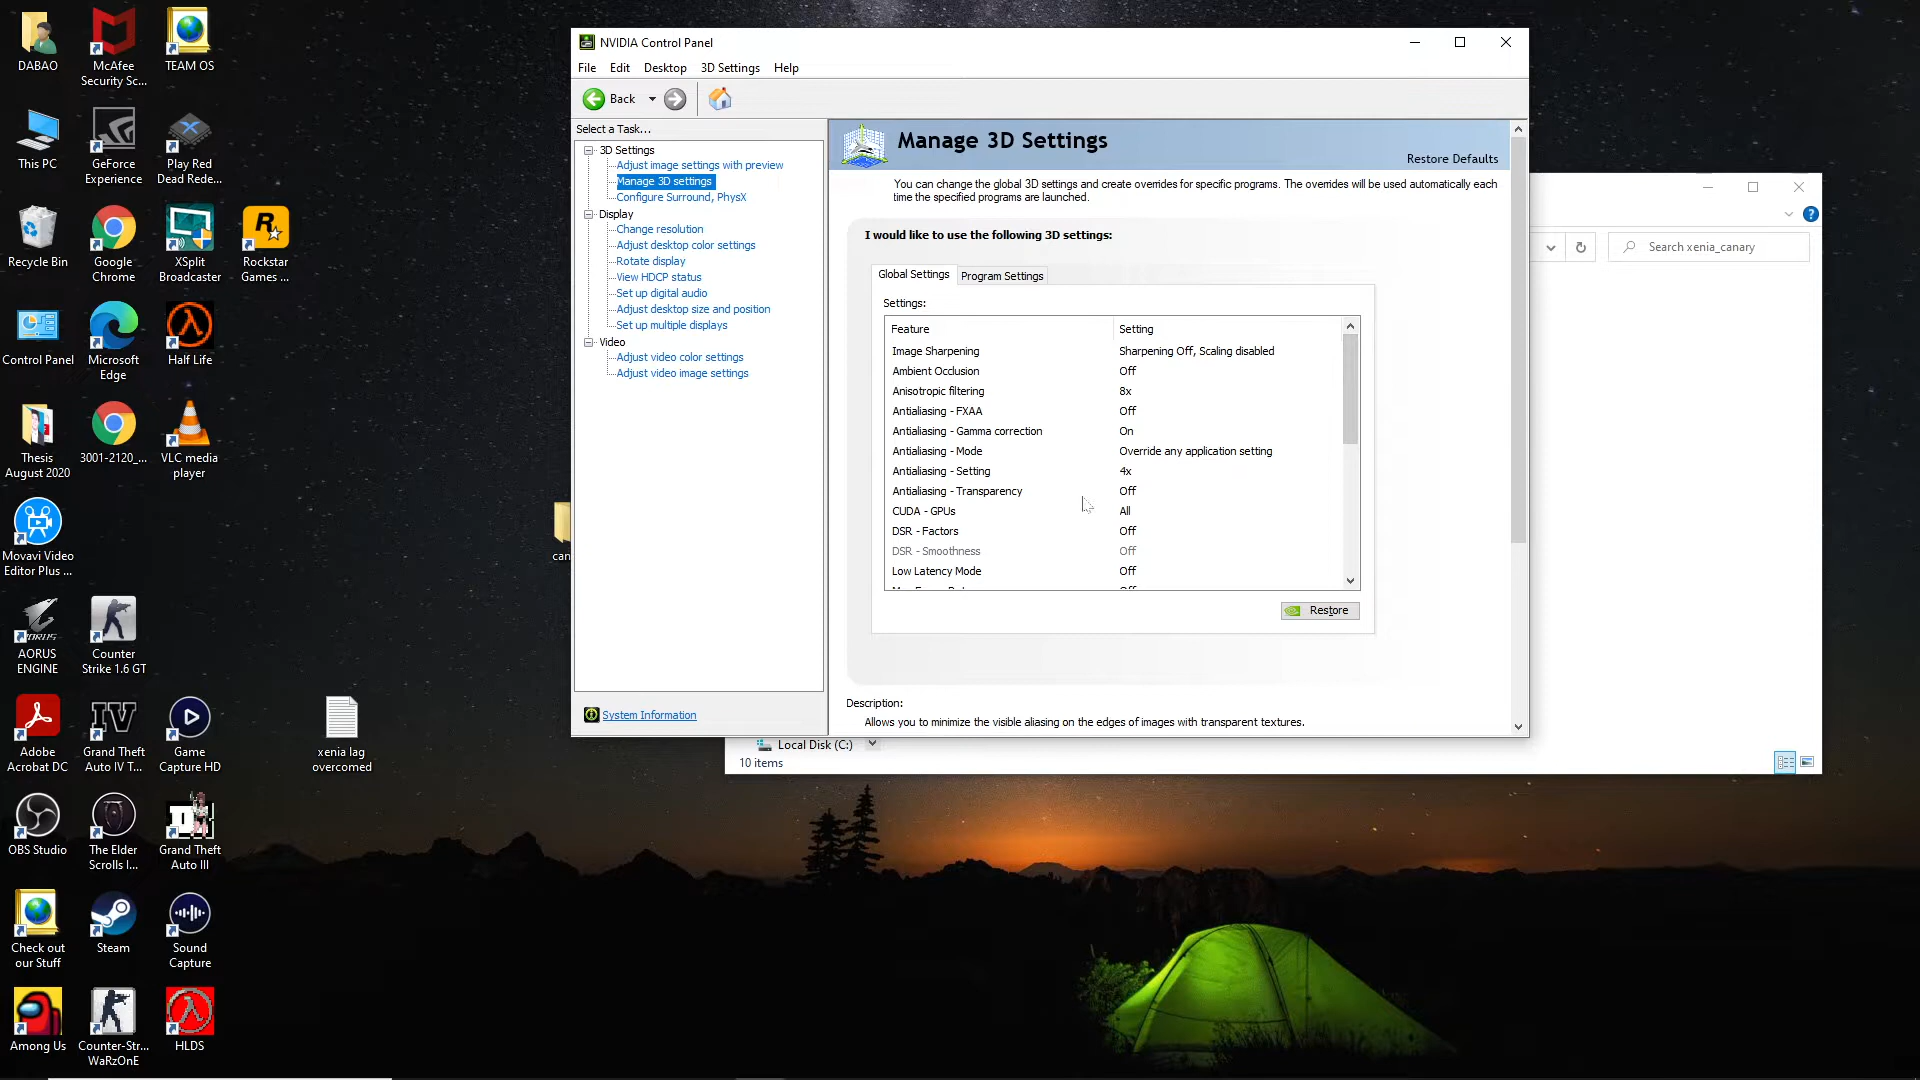 DABAO
McAfee
Security Sc...
TEAM OS
This PC
GeForce
Experience
Play Red
Dead Rede...
Recycle Bin
Google
Chrome
XSplit
Broadcaster
Rockstar
Games ...
Control Panel
Microsoft
Edge
Half Life
Thesis
August 2020
3001-2120_...
VLC media
player
Movavi Video
Editor Plus ...
AORUS
ENGINE
Counter
Strike 1.6 GT
Adobe
Acrobat DC
Grand Theft
Auto IV T...
Game
Capture HD
xenia lag
overcomed
OBS Studio
The Elder
Scrolls I...
Grand Theft
Auto III
Check out
our Stuff
Steam
Sound
Capture
Among Us
Counter-Str...
WaRzOnE
HLDS
can
NVIDIA Control Panel
File Edit Desktop 3D Settings Help
Back
Select a Task...
3D Settings
Adjust image settings with preview
Manage 3D settings
Configure Surround, PhysX
Display
Change resolution
Adjust desktop color settings
Rotate display
View HDCP status
Set up digital audio
Adjust desktop size and position
Set up multiple displays
Video
Adjust video color settings
Adjust video image settings
System Information
Manage 3D Settings
Restore Defaults
You can change the global 3D settings and create overrides for specific programs. The overrides will be used automatically each
time the specified programs are launched.
I would like to use the following 3D settings:
Global Settings Program Settings
Settings:
Feature Setting
Image Sharpening Sharpening Off, Scaling disabled
Ambient Occlusion Off
Anisotropic filtering 8x
Antialiasing - FXAA Off
Antialiasing - Gamma correction On
Antialiasing - Mode Override any application setting
Antialiasing - Setting 4x
Antialiasing - Transparency Off
CUDA - GPUs All
DSR - Factors Off
DSR - Smoothness Off
Low Latency Mode Off
Restore
Description:
Allows you to minimize the visible aliasing on the edges of images with transparent textures.
Search xenia_canary
Local Disk (C:)
10 items